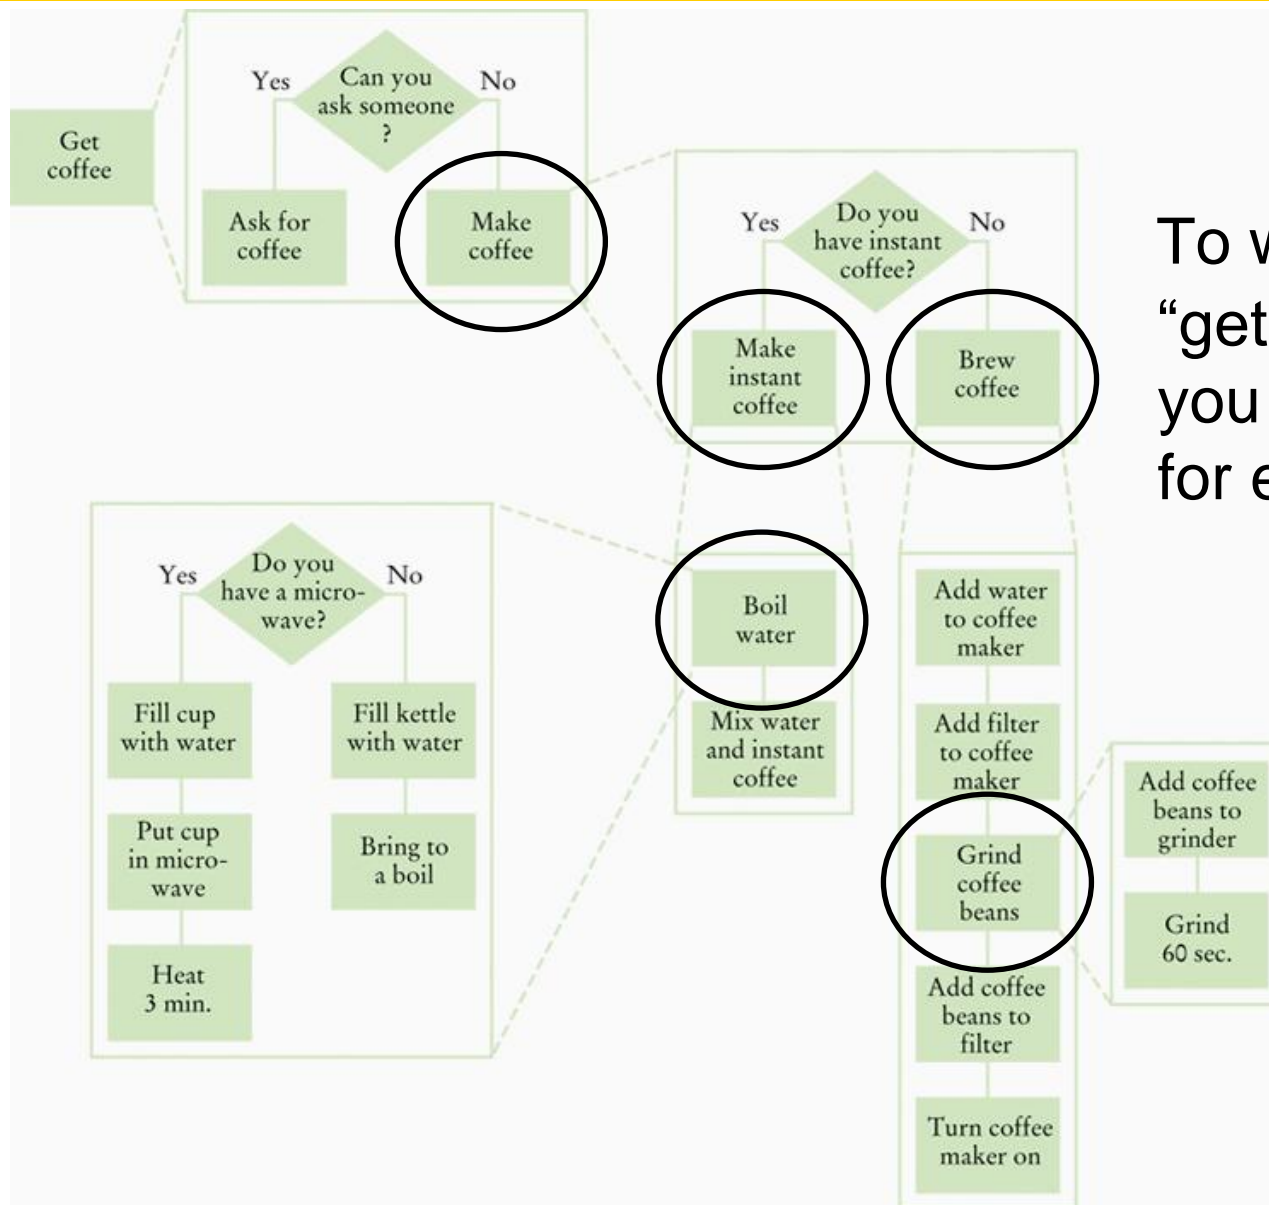 Get
coffee
Yes
Can you
ask someone
?
No
Ask for
coffee
Make
coffee
Yes
Do you
have instant
coffee?
No
Make
instant
coffee
Brew
coffee
To
“get
you
for
Yes
Do you
have a micro-
wave?
No
Fill cup
with water
Put cup
in micro-
wave
Heat
3 min.
Fill kettle
with water
Bring to
a boil
Boil
water
Mix water
and instant
coffee
Add water
to coffee
maker
Add filter
to coffee
maker
Grind
coffee
beans
Add coffee
beans to
filter
Turn coffee
maker on
Add coffee
beans to
grinder
Grind
60 sec.